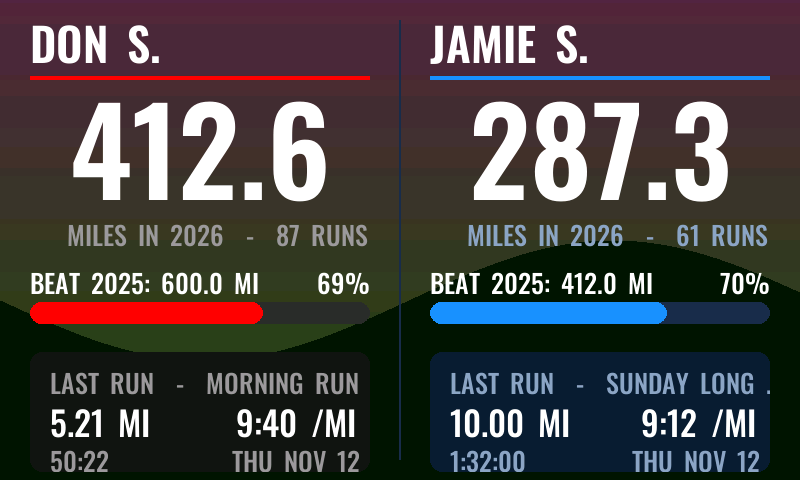 DON S.
412.6
MILES IN 2026 - 87 RUNS
BEAT 2025: 600.0 MI 69%
LAST RUN - MORNING RUN
5.21 MI 9:40 /MI
50:22 THU NOV 12
JAMIE S.
287.3
MILES IN 2026 - 61 RUNS
BEAT 2025: 412.0 MI 70%
LAST RUN - SUNDAY LONG .
10.00 MI 9:12 /MI
1:32:00 THU NOV 12